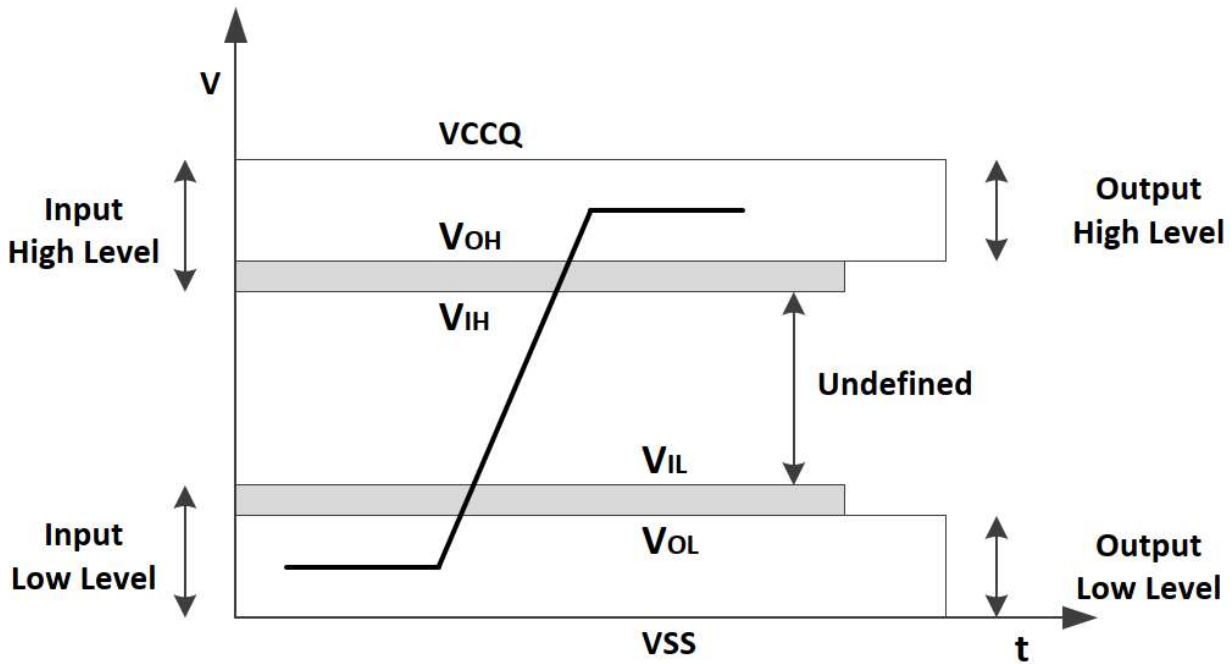 V
VCCQ
Input
High Level
Output
High Level
VOH
VIH
Undefined
VIL
Input
Low Level
VOL
Output
Low Level
VSS
t